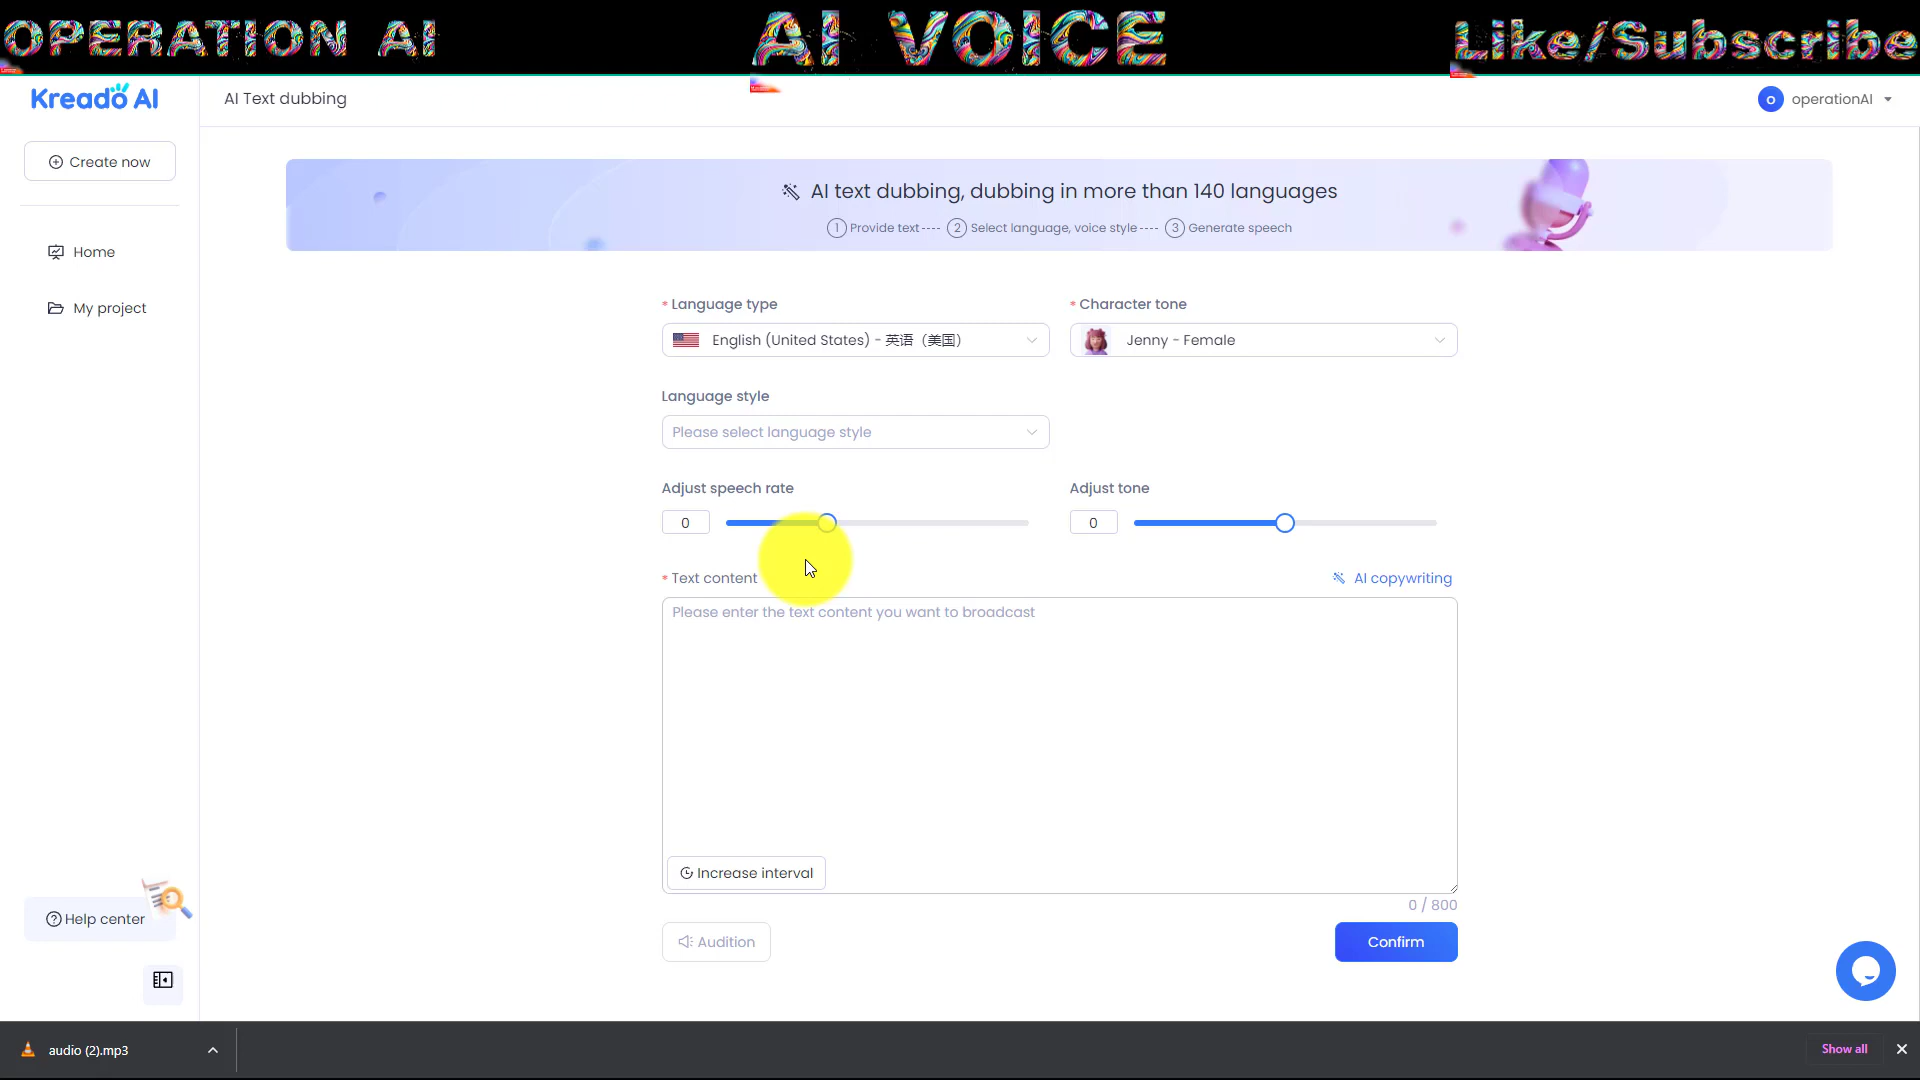 OPERATION AI
AI VOICE
Like/Subscribe
Kreado AI
AI Text dubbing
o
operationAI
Create now
Home
My project
AI text dubbing, dubbing in more than 140 languages
1 Provide text ---- 2 Select language, voice style ---- 3 Generate speech
* Language type
* Character tone
English (United States) - 英语（美国）
Jenny - Female
Language style
Please select language style
Adjust speech rate
Adjust tone
0
0
* Text content
AI copywriting
Please enter the text content you want to broadcast
Increase interval
0 / 800
Help center
Audition
Confirm
audio (2).mp3
Show all